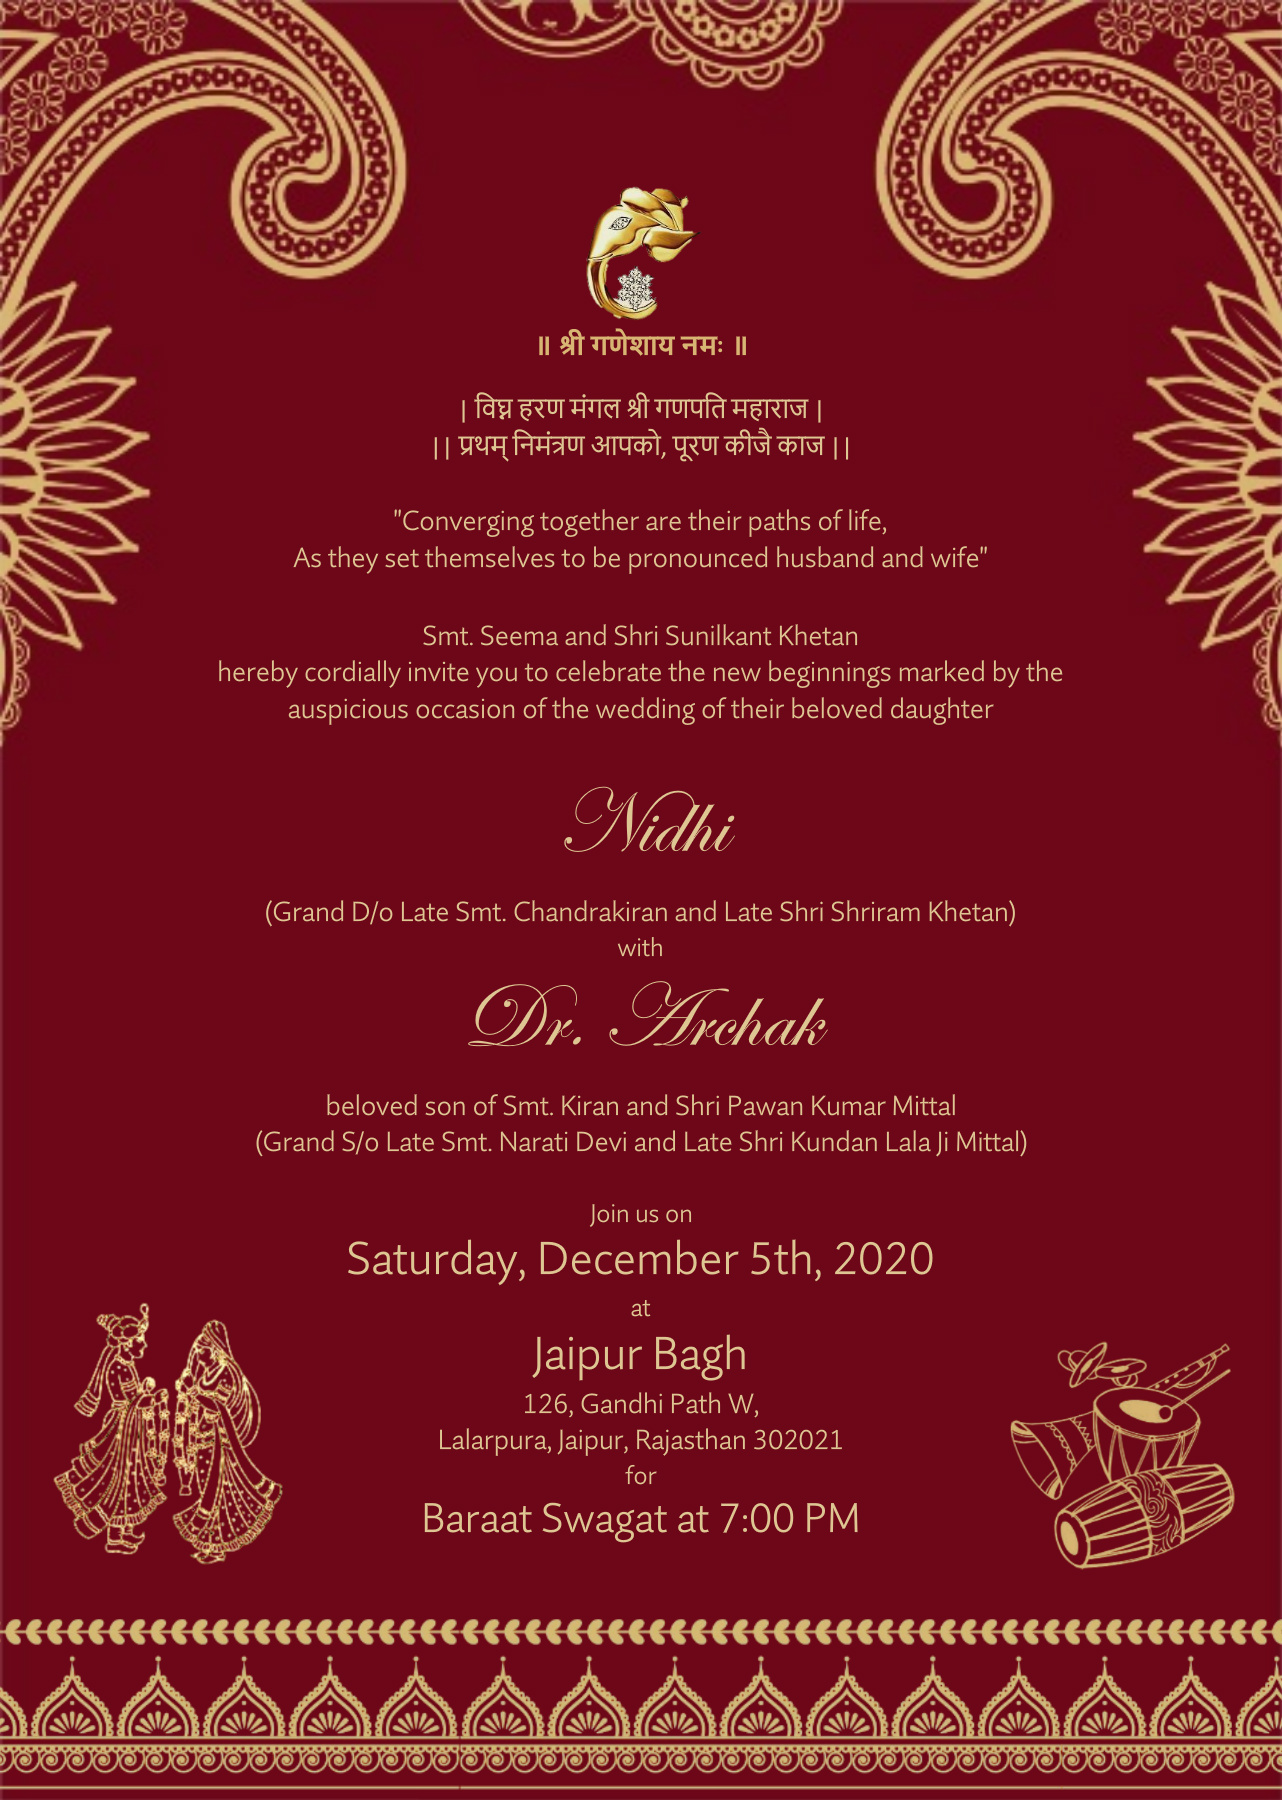 ॥ श्री गणेशाय नमः ॥
| विघ्न हरण मंगल श्री गणपति महाराज |
|| प्रथम् निमंत्रण आपको, पूरण कीजै काज ||
"Converging together are their paths of life,
As they set themselves to be pronounced husband and wife"
Smt. Seema and Shri Sunilkant Khetan
hereby cordially invite you to celebrate the new beginnings marked by the
auspicious occasion of the wedding of their beloved daughter
Nidhi
(Grand D/o Late Smt. Chandrakiran and Late Shri Shriram Khetan)
with
Dr. Archak
beloved son of Smt. Kiran and Shri Pawan Kumar Mittal
(Grand S/o Late Smt. Narati Devi and Late Shri Kundan Lala Ji Mittal)
Join us on
Saturday, December 5th, 2020
at
Jaipur Bagh
126, Gandhi Path W,
Lalarpura, Jaipur, Rajasthan 302021
for
Baraat Swagat at 7:00 PM